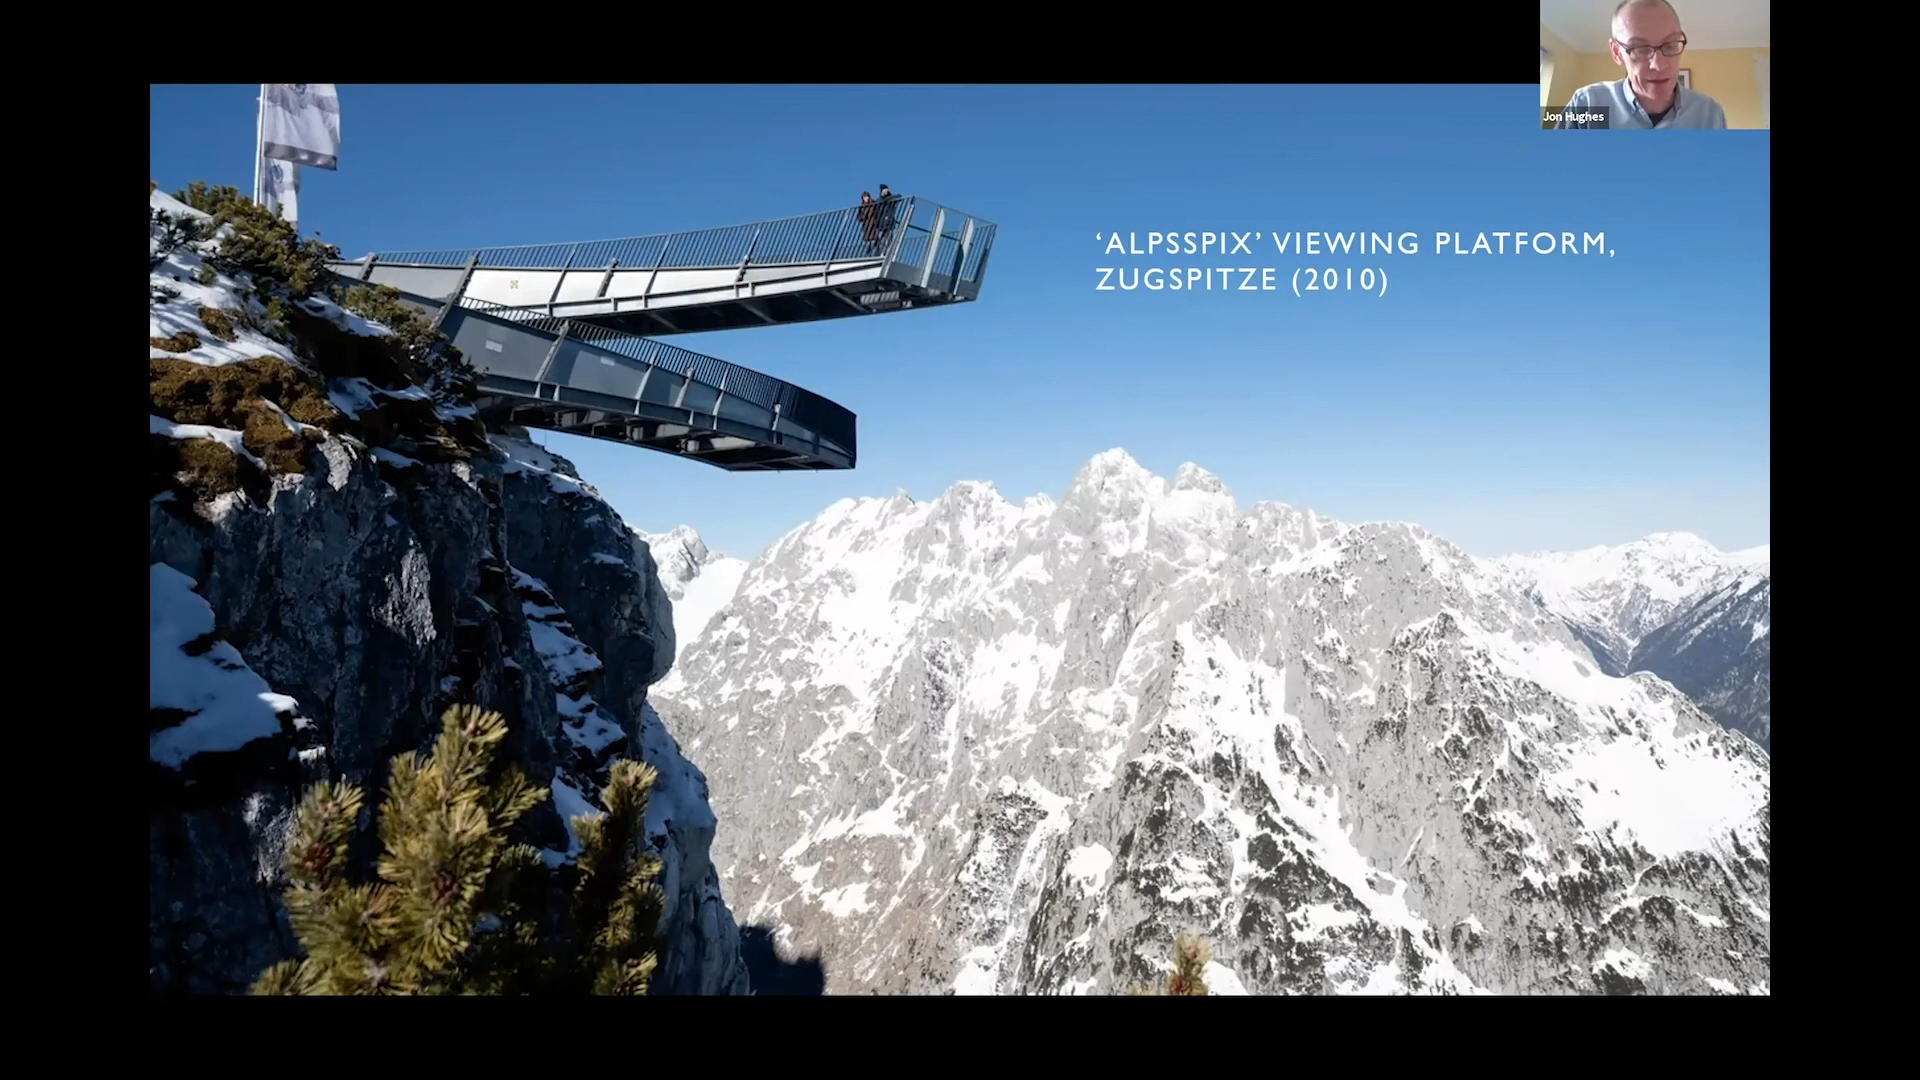 Jon Hughes
‘ALPSSPIX’ VIEWING PLATFORM,
ZUGSPITZE (2010)